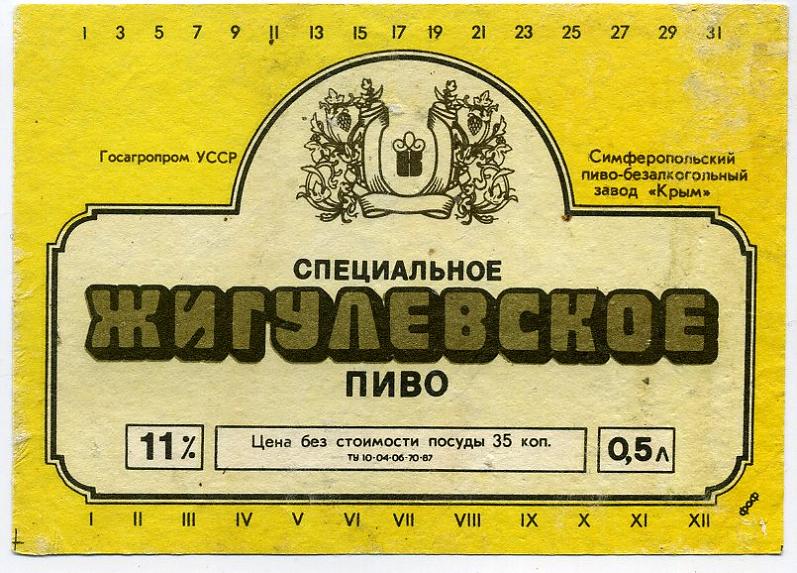 1 3 5 7 9 11 13 15 17 19 21 23 25 27 29 31
Госагропром УССР
Симферопольский
пиво-безалкогольный
завод «Крым»
СПЕЦИАЛЬНОЕ
ЖИГУЛЕВСКОЕ
ПИВО
11%
Цена без стоимости посуды 35 коп.
ТУ 10-04-06-70-87
0,5 л
I II III IV V VI VII VIII IX X XI XII
ФОФ